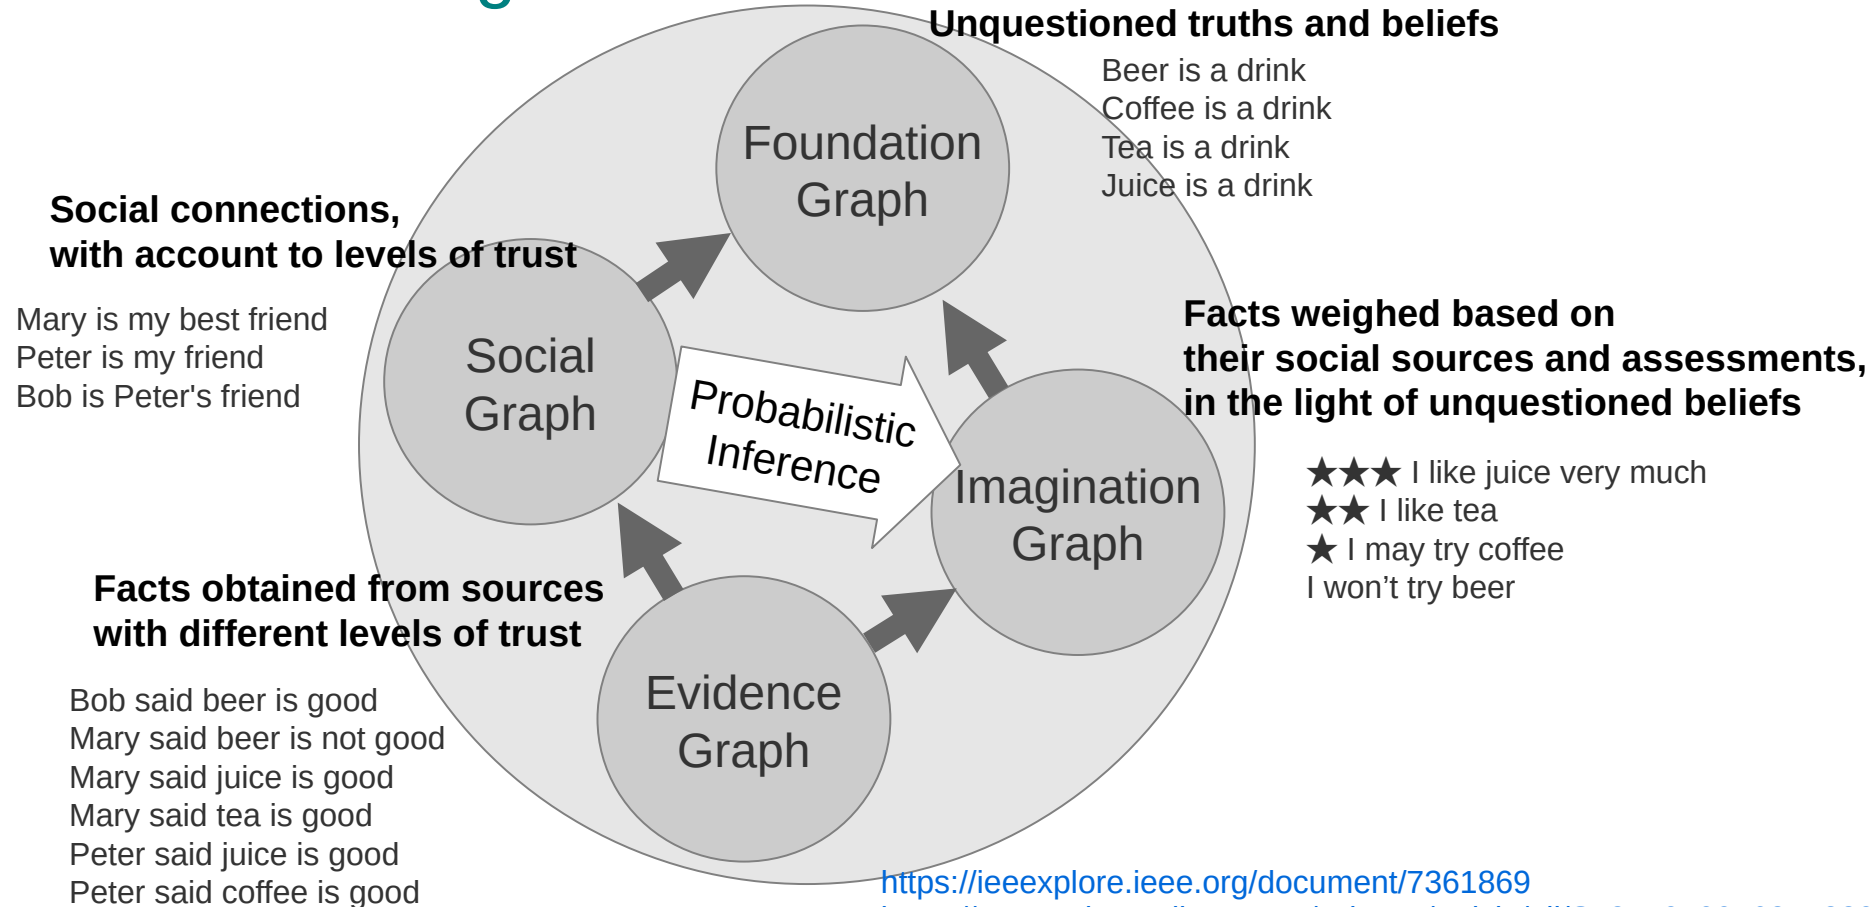 Unquestioned truths and beliefs
Beer is a drink
Coffee is a drink
Tea is a drink
Juice is a drink
Foundation
Graph
Social connections,
with account to levels of trust
Mary is my best friend
Peter is my friend
Bob is Peter's friend
Social
Graph
Probabilistic
Inference
Facts weighed based on
their social sources and assessments,
in the light of unquestioned beliefs
★★★ I like juice very much
★★ I like tea
★ I may try coffee
I won’t try beer
Imagination
Graph
Facts obtained from sources
with different levels of trust
Bob said beer is good
Mary said beer is not good
Mary said juice is good
Mary said tea is good
Peter said juice is good
Peter said coffee is good
Evidence
Graph
https://ieeexplore.ieee.org/document/7361869